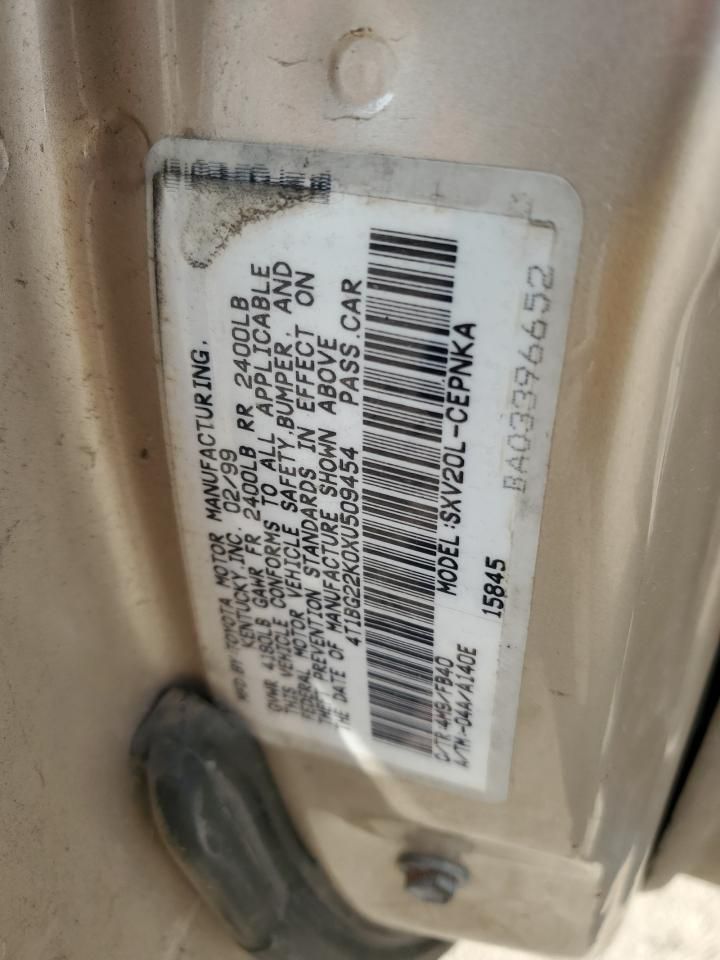 MFD BY TOYOTA MOTOR MANUFACTURING,
KENTUCKY,INC. 02/99
GVWR 4180LB GAWR FR 2400LB RR 2400LB
THIS VEHICLE CONFORMS TO ALL APPLICABLE
FEDERAL MOTOR VEHICLE SAFETY,BUMPER, AND
THEFT PREVENTION STANDARDS IN EFFECT ON
THE DATE OF MANUFACTURE SHOWN ABOVE
4T1BG22K0XU509454 PASS.CAR
C/TR 4M9/FB40 MODEL:SXV20L-CEPNKA
A/TM-04A/A140E 15845
BA03396652